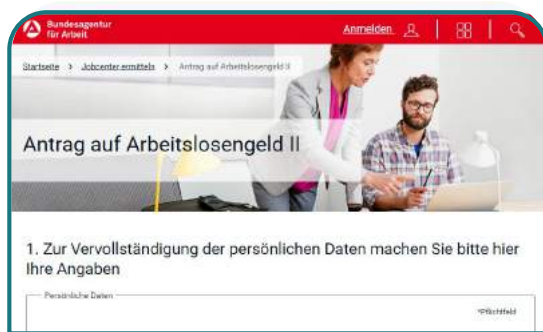 Bundesagentur
für Arbeit
Anmelden
Startseite > Jobcenter ermitteln > Antrag auf Arbeitslosengeld II
Antrag auf Arbeitslosengeld II
1. Zur Vervollständigung der persönlichen Daten machen Sie bitte hier
Ihre Angaben
Persönliche Daten
*Pflichtfeld